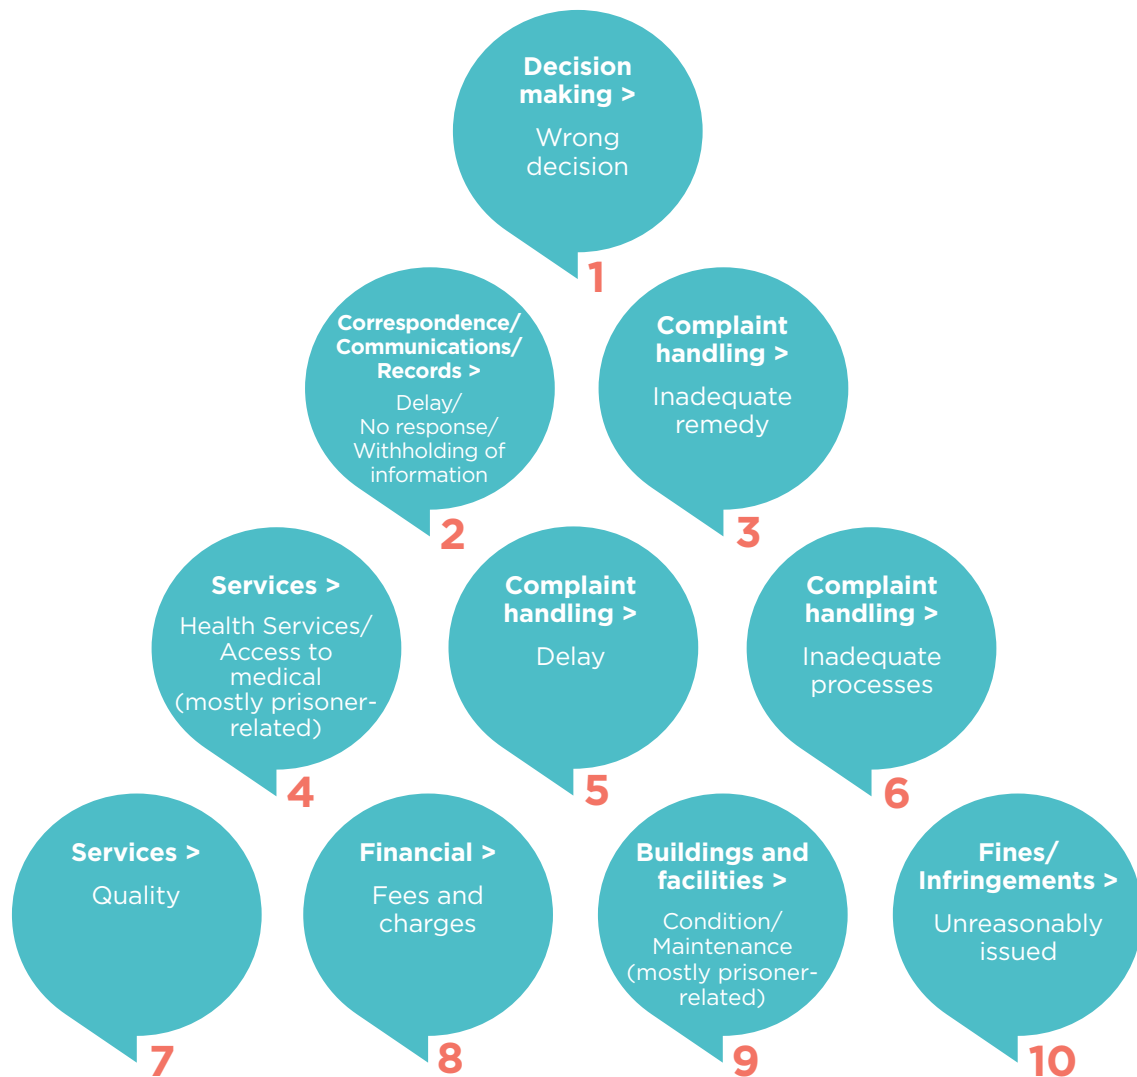 Decision
making >
Wrong
decision
1
Correspondence/
Communications/
Records >
Delay/
No response/
Withholding of
information
2
Complaint
handling >
Inadequate
remedy
3
Services >
Health Services/
Access to
medical
(mostly prisoner-
related)
4
Complaint
handling >
Delay
5
Complaint
handling >
Inadequate
processes
6
Services >
Quality
7
Financial >
Fees and
charges
8
Buildings and
facilities >
Condition/
Maintenance
(mostly prisoner-
related)
9
Fines/
Infringements >
Unreasonably
issued
10